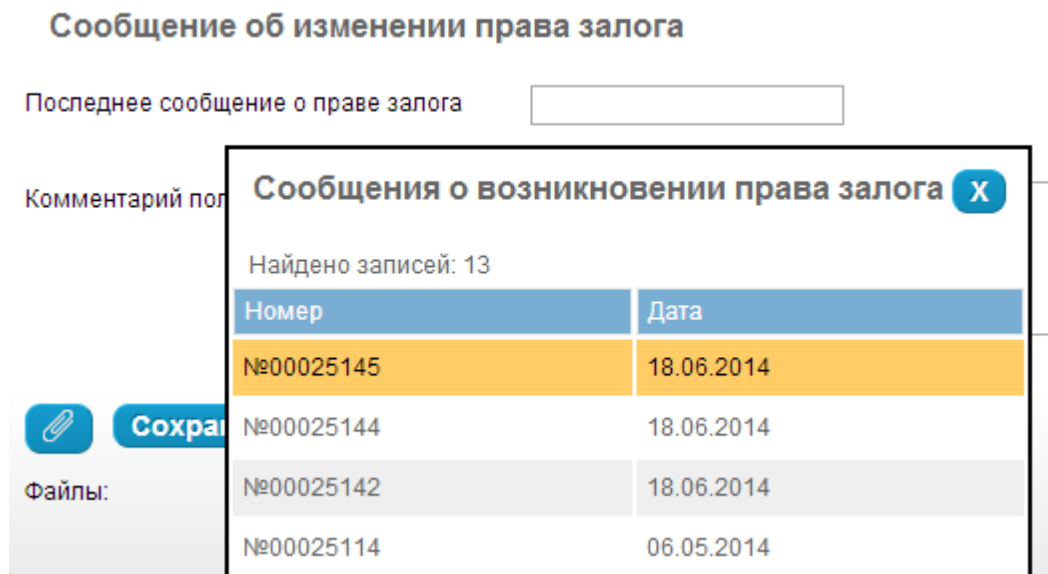 Сообщение об изменении права залога
Последнее сообщение о праве залога
Комментарий
Сообщения о возникновении права залога X
Найдено записей: 13
Номер Дата
№00025145 18.06.2014
№00025144 18.06.2014
№00025142 18.06.2014
№00025114 06.05.2014
Файлы: